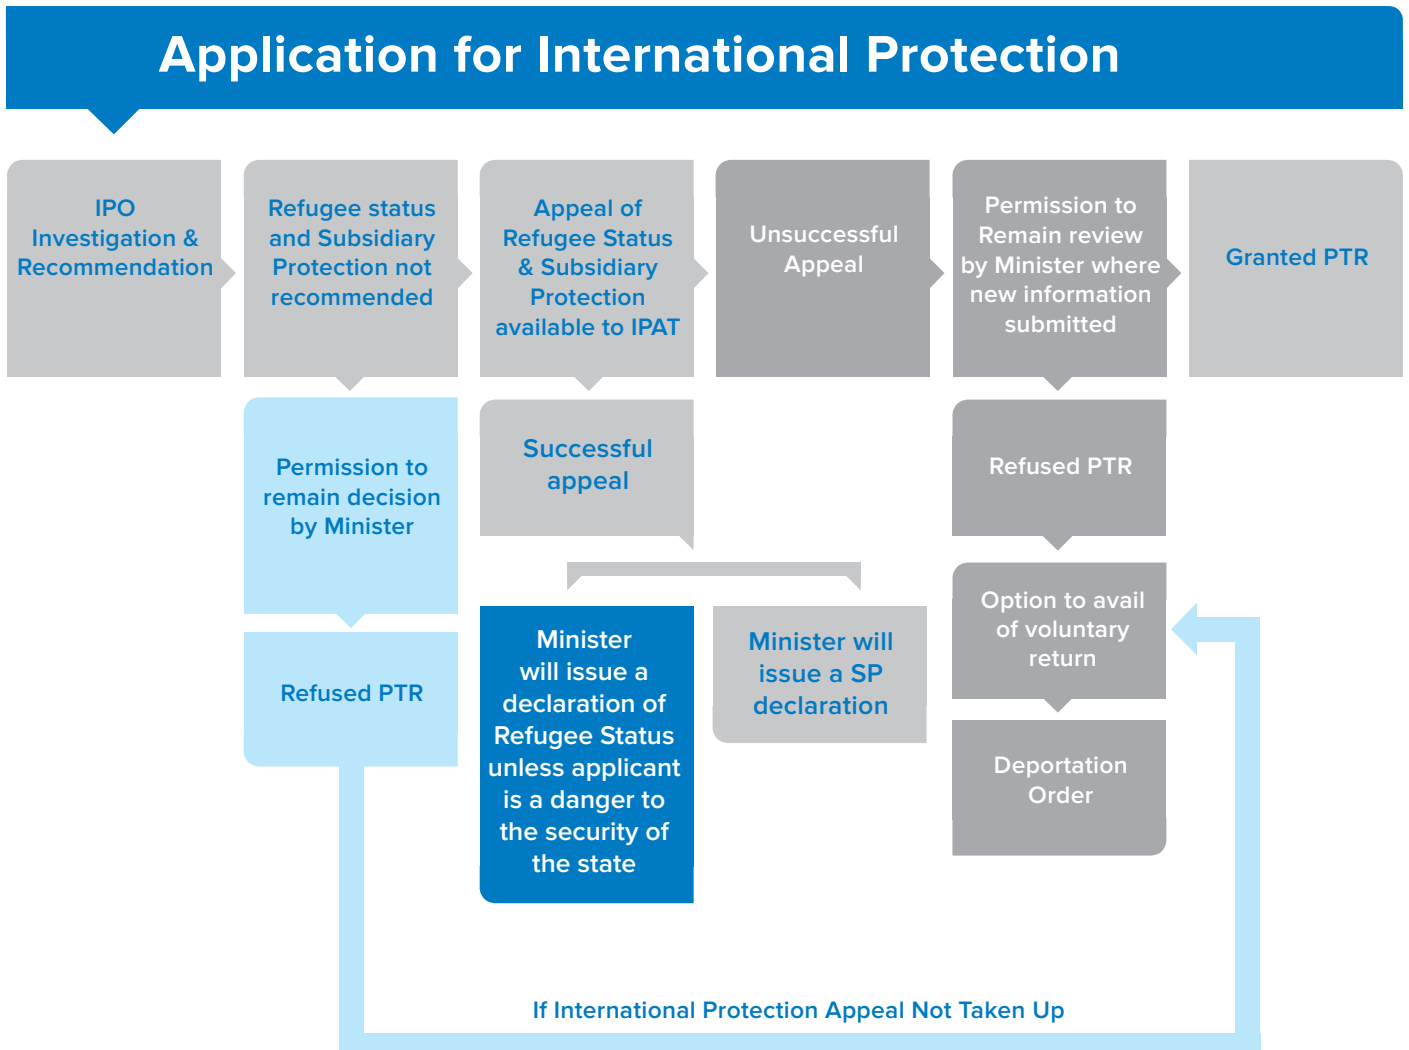 Application for International Protection
IPO
Investigation &
Recommendation
Refugee status
and Subsidiary
Protection not
recommended
Appeal of
Refugee Status
& Subsidiary
Protection
available to IPAT
Unsuccessful
Appeal
Permission to
Remain review
by Minister where
new information
submitted
Granted PTR
Permission to
remain decision
by Minister
Successful
appeal
Refused PTR
Refused PTR
Minister
will issue a
declaration of
Refugee Status
unless applicant
is a danger to
the security of
the state
Minister will
issue a SP
declaration
Option to avail
of voluntary
return
Deportation
Order
If International Protection Appeal Not Taken Up